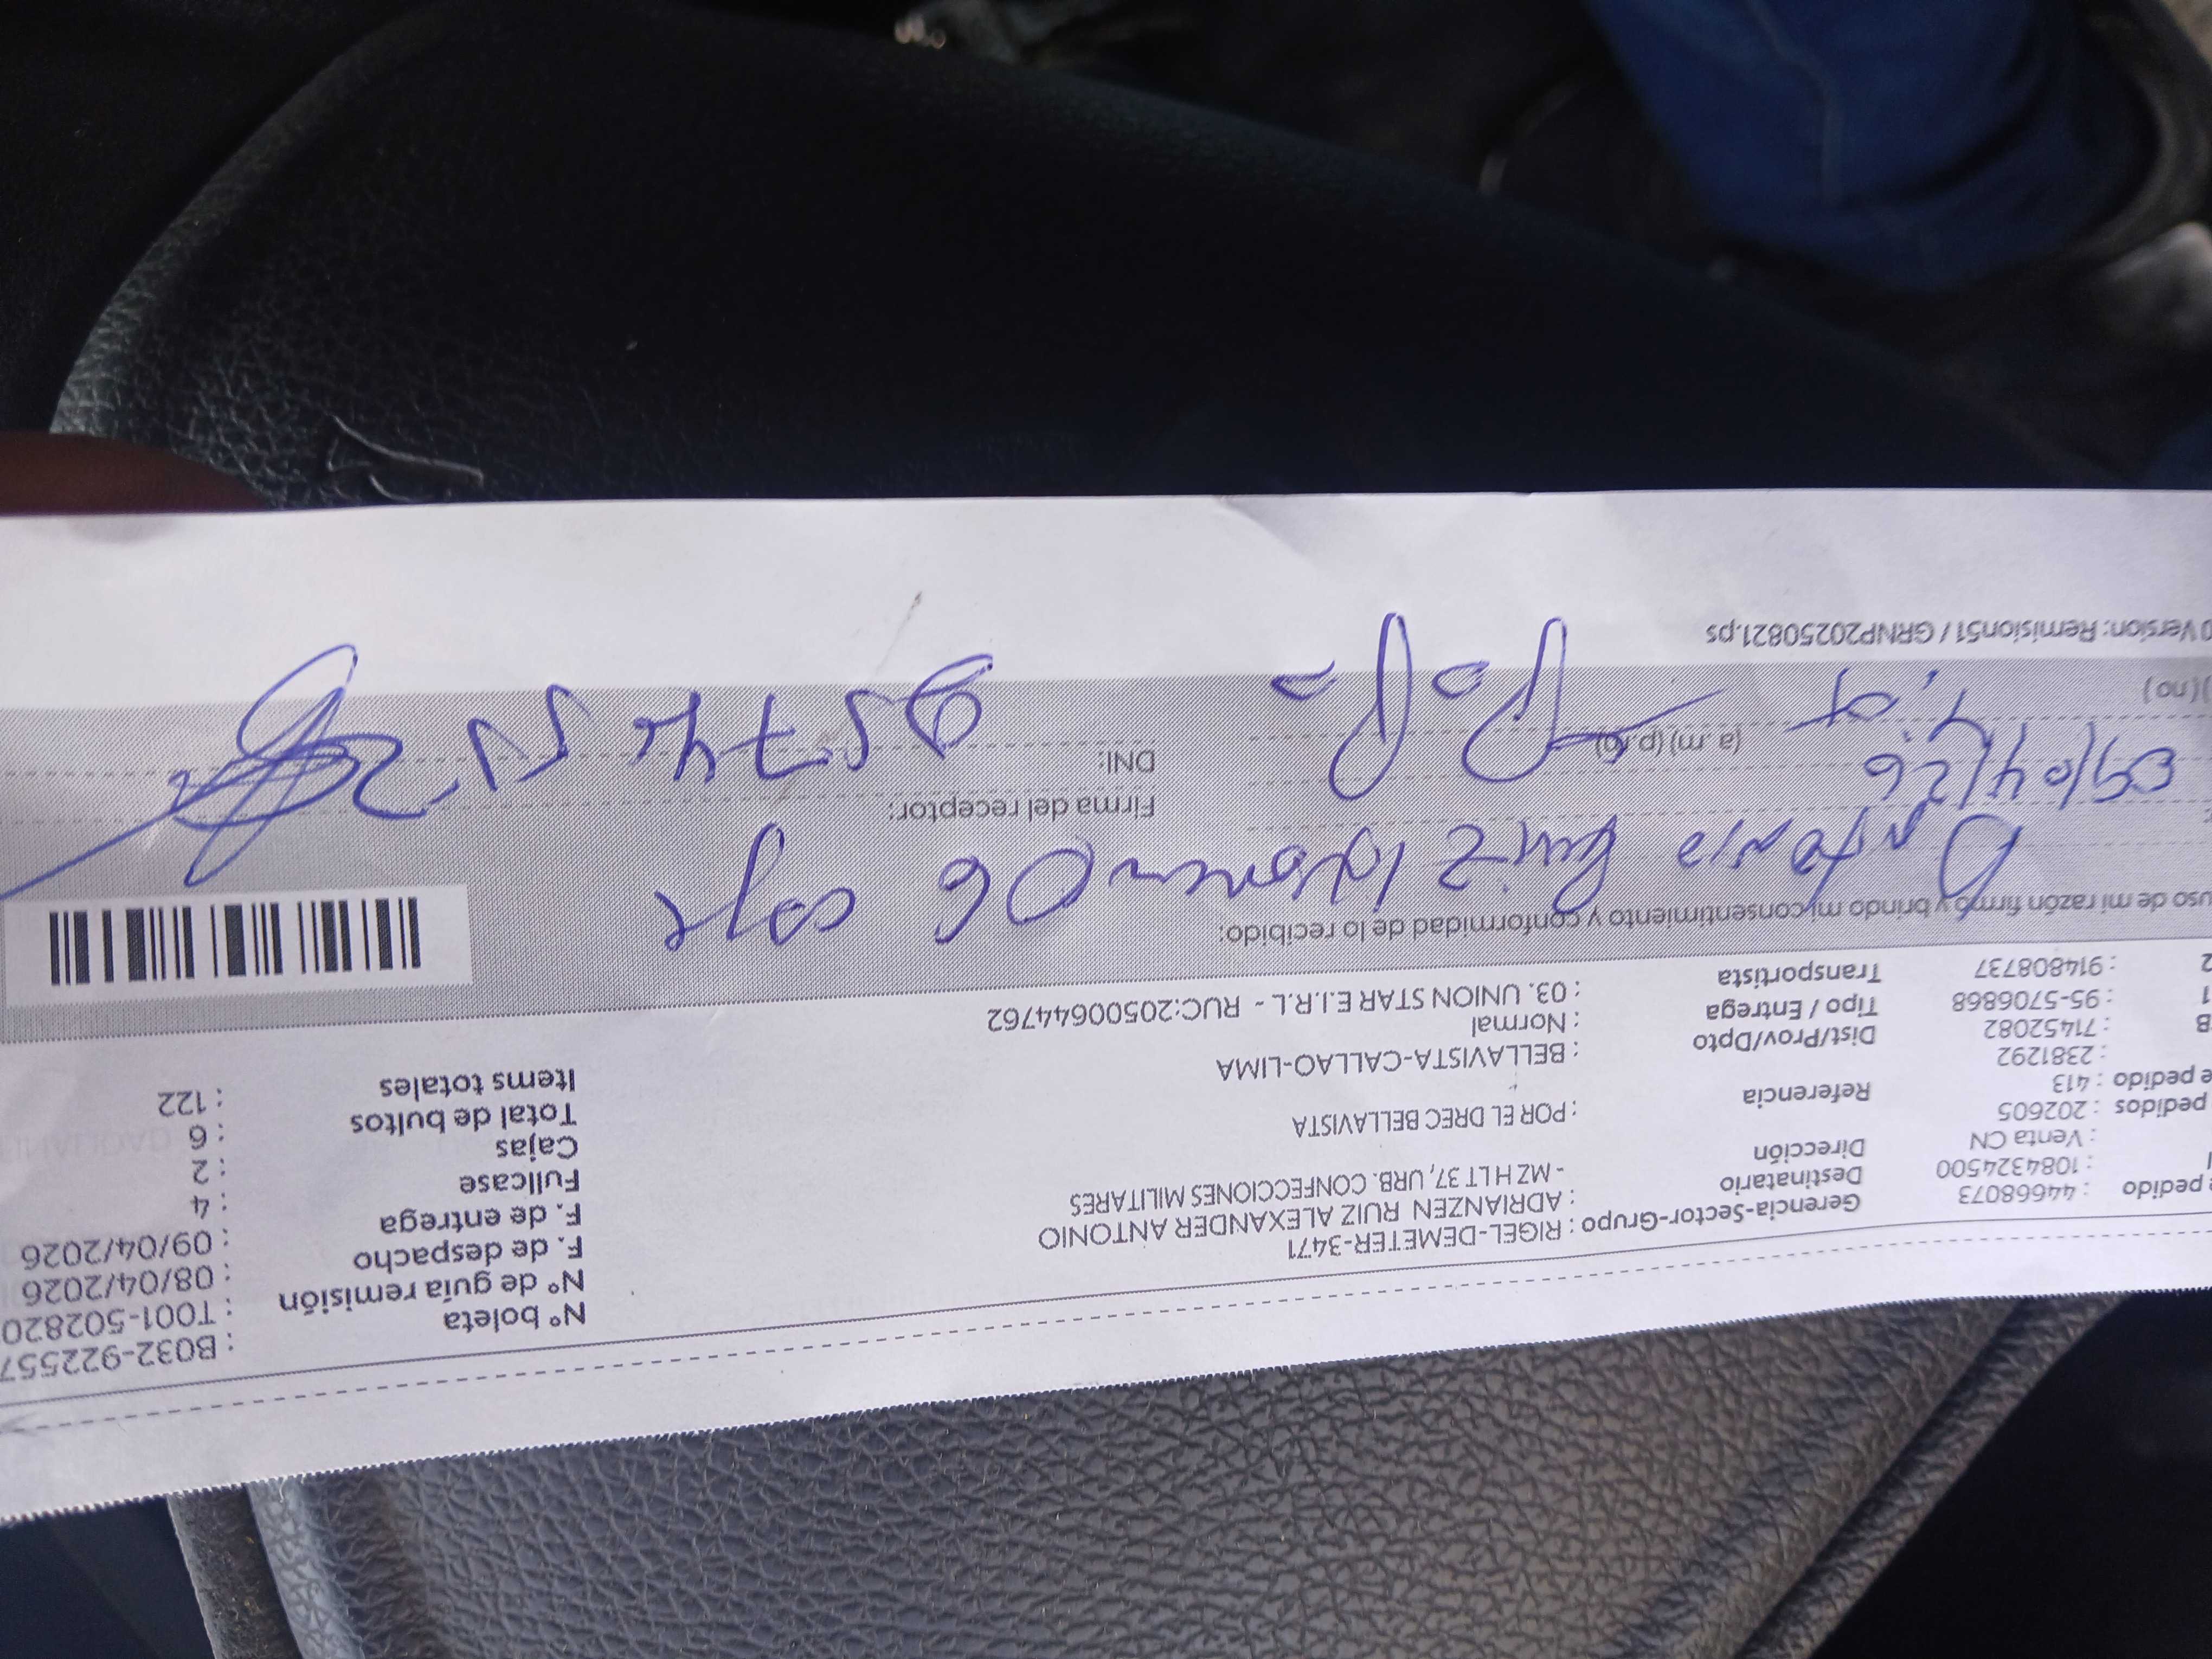 Nº boleta : B032-922557
Nº de guía remisión : T001-502820
F. de despacho : 08/04/2026
F. de entrega : 09/04/2026
Fullcase : 4
Cajas : 2
Total de bultos : 6
Items totales : 122
Gerencia-Sector-Grupo : RIGEL-DEMETER-3471
Destinatario : ADRIANZEN RUIZ ALEXANDER ANTONIO
Dirección - MZ H LT 37, URB. CONFECCIONES MILITARES
Referencia : POR EL DREC BELLAVISTA
Dist/Prov/Dpto : BELLAVISTA-CALLAO-LIMA
Tipo / Entrega : Normal
Transportista : 03. UNION STAR E.I.R.L - RUC:20500644762
pedido : 44668073
: 1084324500
: Venta CN
pedidos : 202605
e pedido : 413
: 2381292
B : 71452082
1 : 95-5706868
2 : 914808737
uso de mi razón firmo y brindo mi consentimiento y conformidad de lo recibido:
Ruiz 06
09/04/26
Firma del receptor:
DNI:
(a.m) (p.m)
)(no)
Version: Remision51 / GRNP20250821.ps